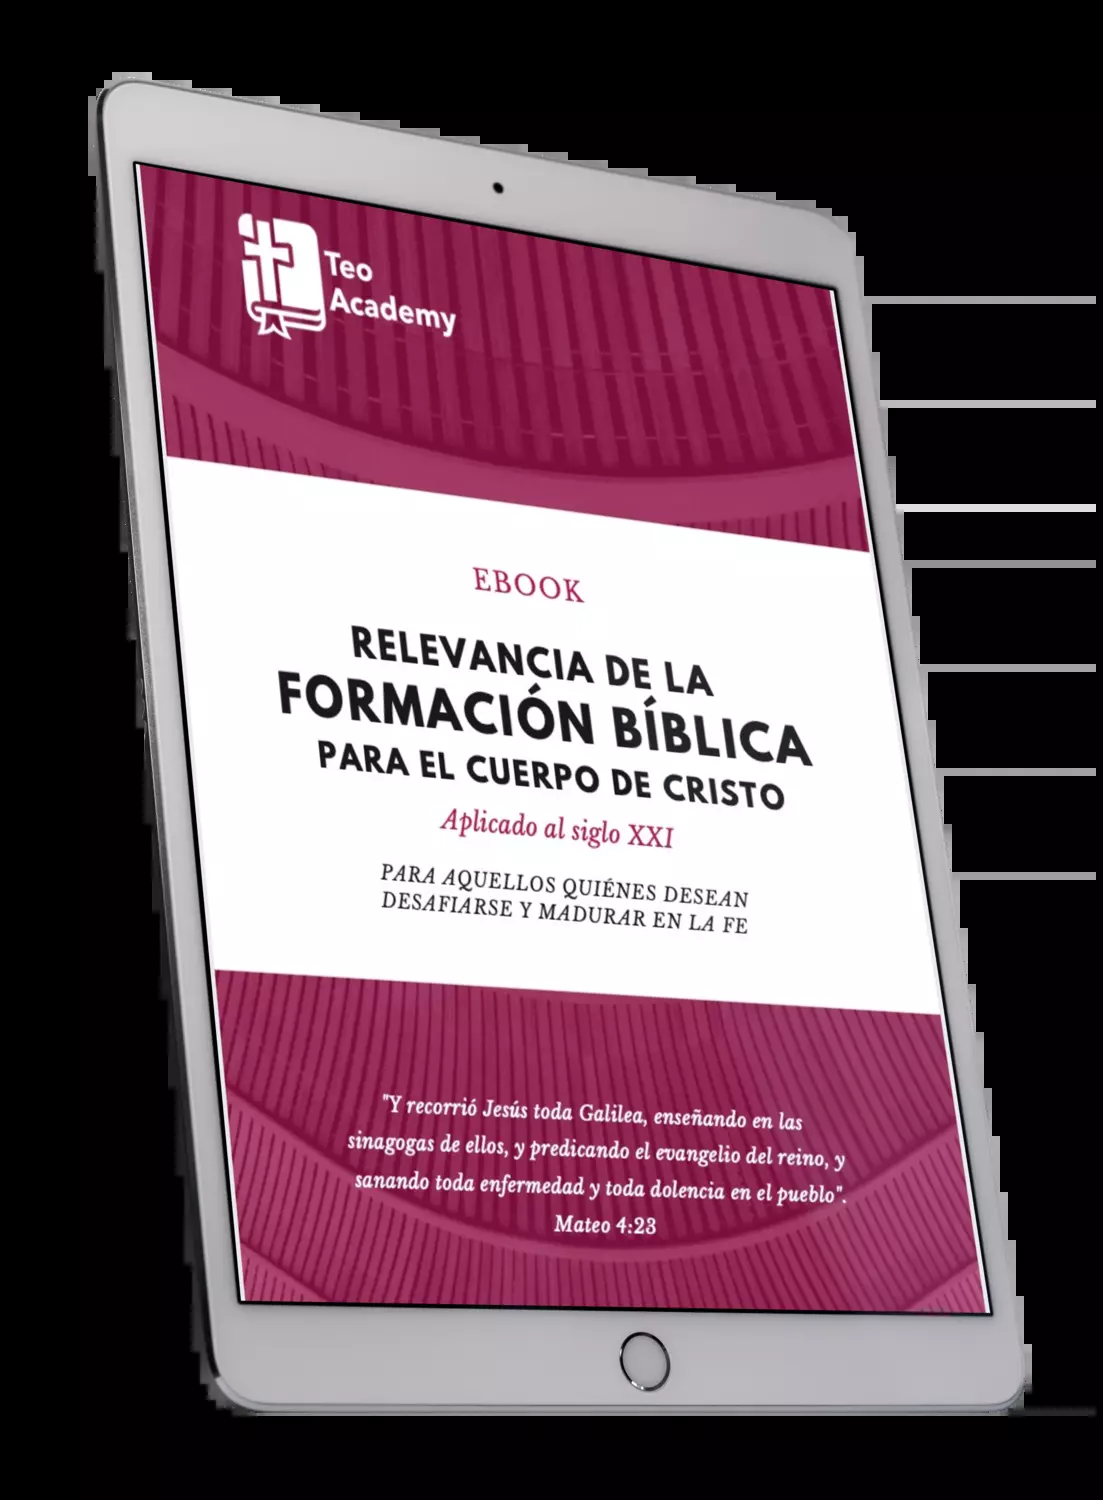 Teo
Academy
EBOOK
RELEVANCIA DE LA
FORMACIÓN BÍBLICA
PARA EL CUERPO DE CRISTO
Aplicado al siglo XXI
PARA AQUELLOS QUIÉNES DESEAN
DESAFIARSE Y MADURAR EN LA FE
"Y recorrió Jesús toda Galilea, enseñando en las
sinagogas de ellos, y predicando el evangelio del reino, y
sanando toda enfermedad y toda dolencia en el pueblo".
Mateo 4:23